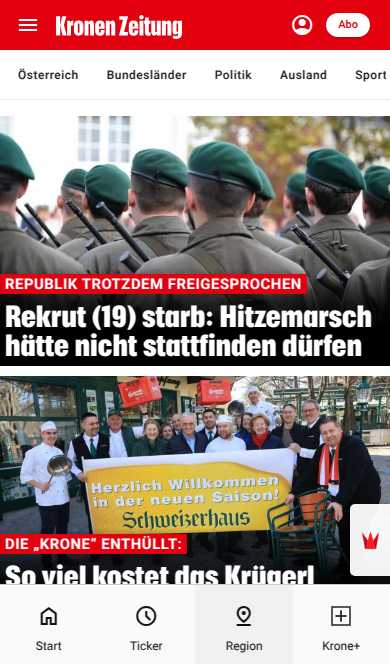 Kronen Zeitung
Abo
Österreich Bundesländer Politik Ausland Sport
REPUBLIK TROTZDEM FREIGESPROCHEN
Rekrut (19) starb: Hitzemarsch
hätte nicht stattfinden dürfen
Herzlich Willkommen
in der neuen Saison!
Schweizerhaus
DIE „KRONE“ ENTHÜLLT:
So viel kostet das Krügerl
Start Ticker Region Krone+